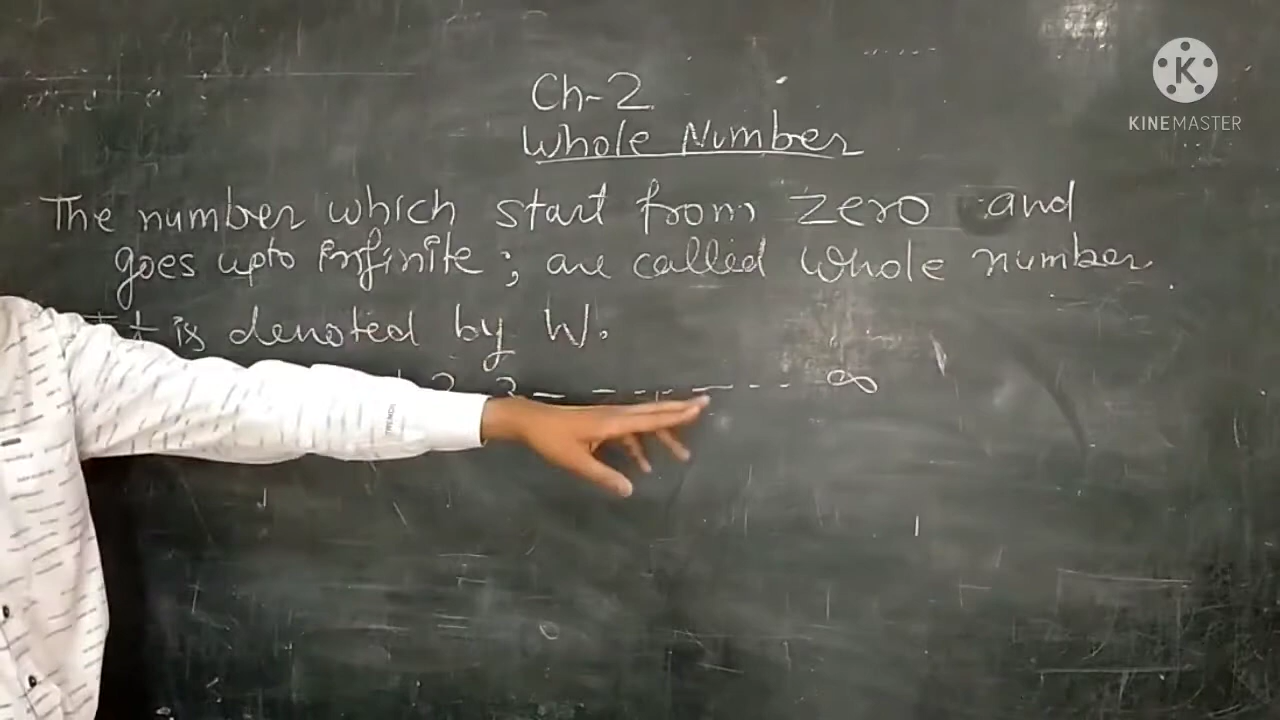 Ch-2
Whole Number
The number which start from zero and
goes upto infinite; are called whole number
It is denoted by W.
2 3 - - - - - - - ∞
KINEMASTER